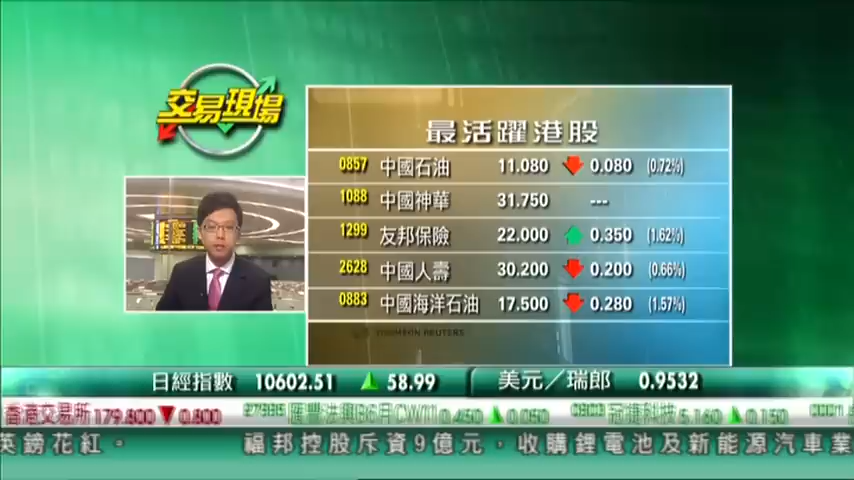 交易現場
最活躍港股
0857 中國石油 11.080 0.080 (0.72%)
1088 中國神華 31.750 ---
1299 友邦保險 22.000 0.350 (1.62%)
2628 中國人壽 30.200 0.200 (0.66%)
0883 中國海洋石油 17.500 0.280 (1.57%)
THOMSON REUTERS
日經指數 10602.51 58.99 美元／瑞郎 0.9532
香港交易所 179.800 0.800 匯豐法興 0.450 0.050 冠捷科技 5.160 0.150
英鎊花紅。 福邦控股斥資9億元，收購鋰電池及新能源汽車業